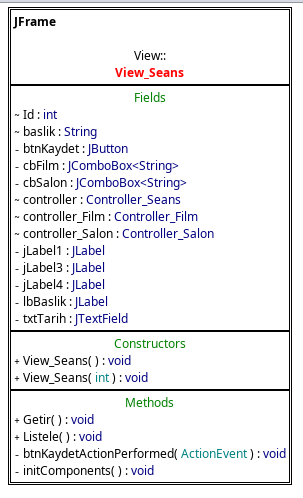 JFrame
View::
View_Seans
Fields
~ Id : int
~ baslik : String
- btnKaydet : JButton
- cbFilm : JComboBox<String>
- cbSalon : JComboBox<String>
~ controller : Controller_Seans
~ controller_Film : Controller_Film
~ controller_Salon : Controller_Salon
- jLabel1 : JLabel
- jLabel3 : JLabel
- jLabel4 : JLabel
- lbBaslik : JLabel
- txtTarih : JTextField
Constructors
+ View_Seans( ) : void
+ View_Seans( int ) : void
Methods
+ Getir( ) : void
+ Listele( ) : void
- btnKaydetActionPerformed( ActionEvent ) : void
- initComponents( ) : void